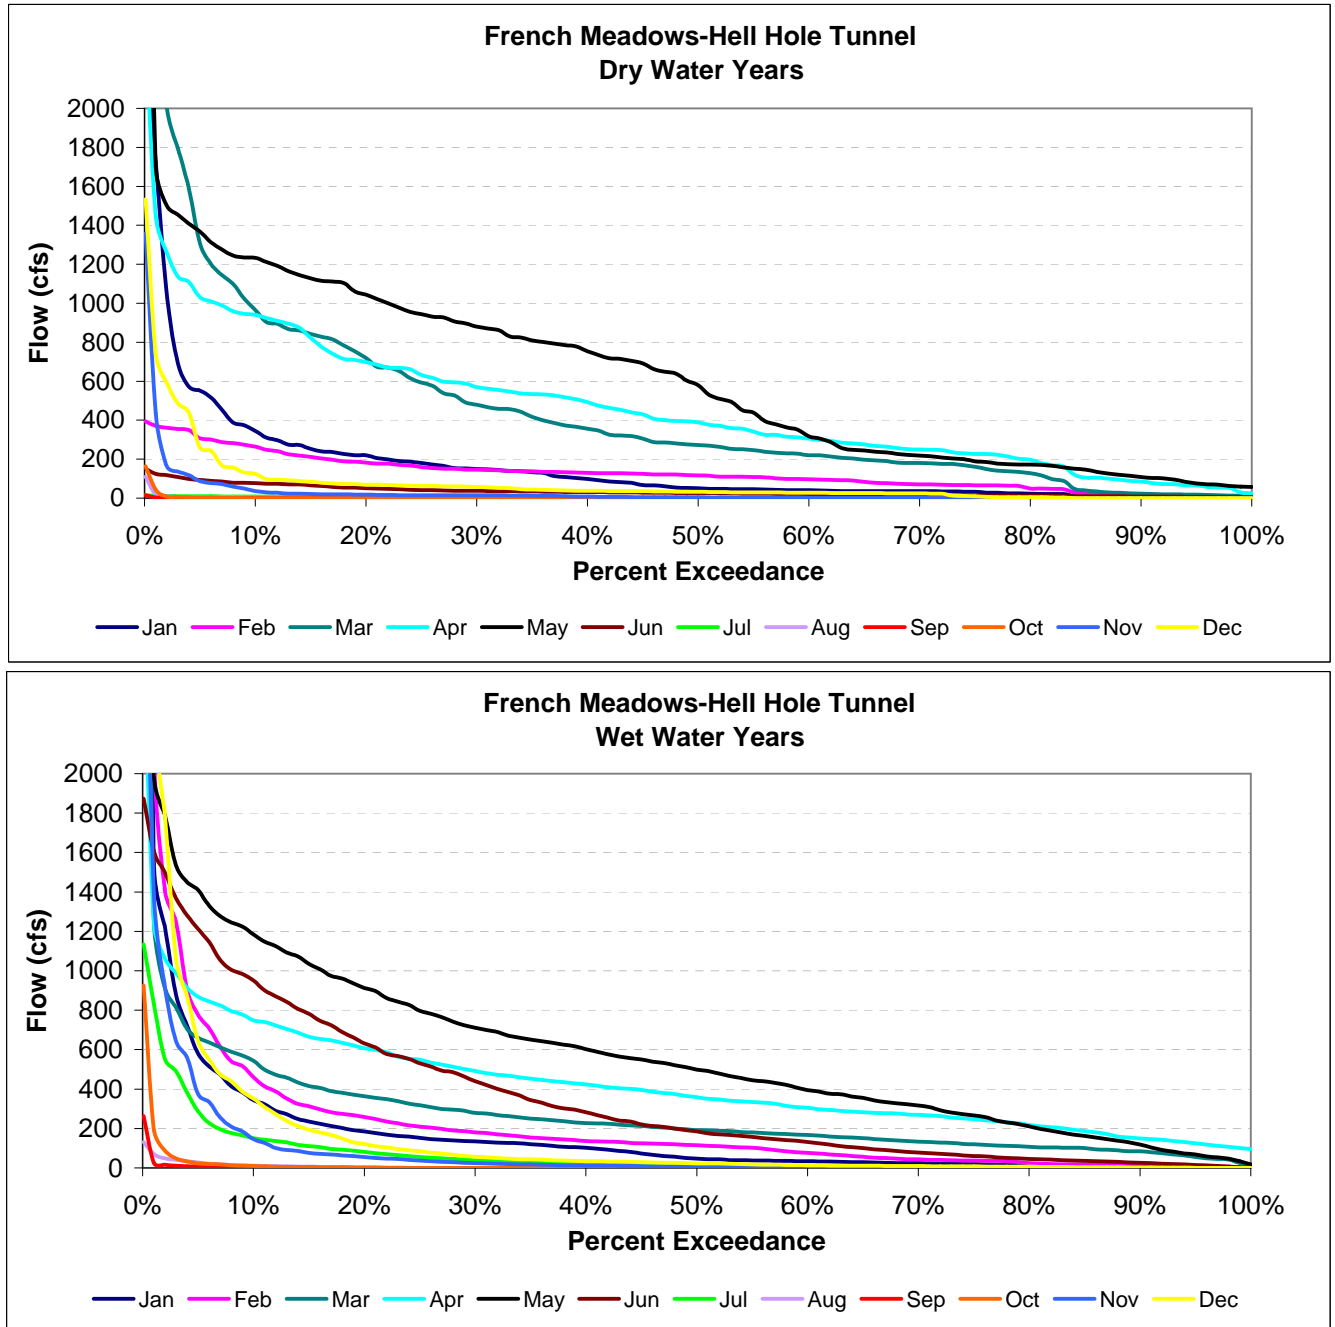 French Meadows-Hell Hole Tunnel
Dry Water Years
Flow (cfs)
2000
1800
1600
1400
1200
1000
800
600
400
200
0
0% 10% 20% 30% 40% 50% 60% 70% 80% 90% 100%
Percent Exceedance
Jan Feb Mar Apr May Jun Jul Aug Sep Oct Nov Dec
French Meadows-Hell Hole Tunnel
Wet Water Years
Flow (cfs)
2000
1800
1600
1400
1200
1000
800
600
400
200
0
0% 10% 20% 30% 40% 50% 60% 70% 80% 90% 100%
Percent Exceedance
Jan Feb Mar Apr May Jun Jul Aug Sep Oct Nov Dec